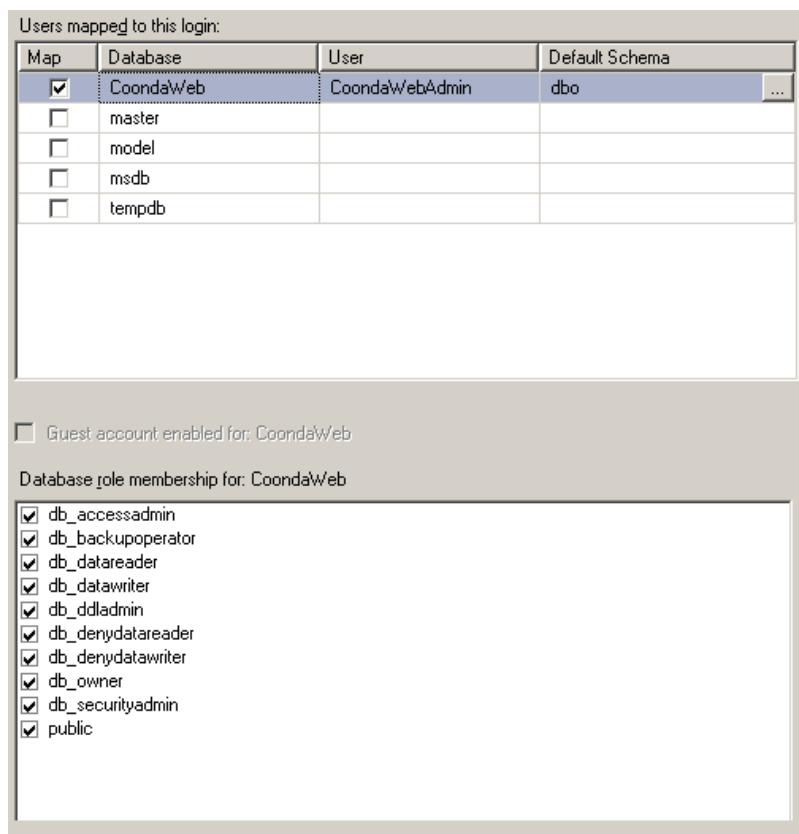 Users mapped to this login:
Map Database User Default Schema
CoondaWeb CoondaWebAdmin dbo ...
master
model
msdb
tempdb
Guest account enabled for: CoondaWeb
Database role membership for: CoondaWeb
db_accessadmin
db_backupoperator
db_datareader
db_datawriter
db_ddladmin
db_denydatareader
db_denydatawriter
db_owner
db_securityadmin
public